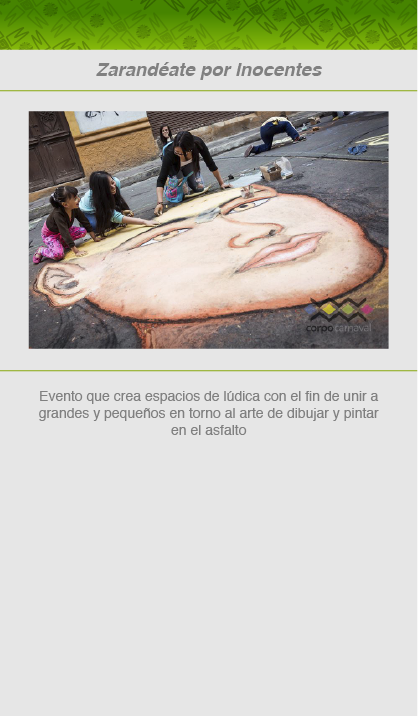 Zarandéate por Inocentes
corpocarnaval
Evento que crea espacios de lúdica con el fin de unir a
grandes y pequeños en torno al arte de dibujar y pintar
en el asfalto